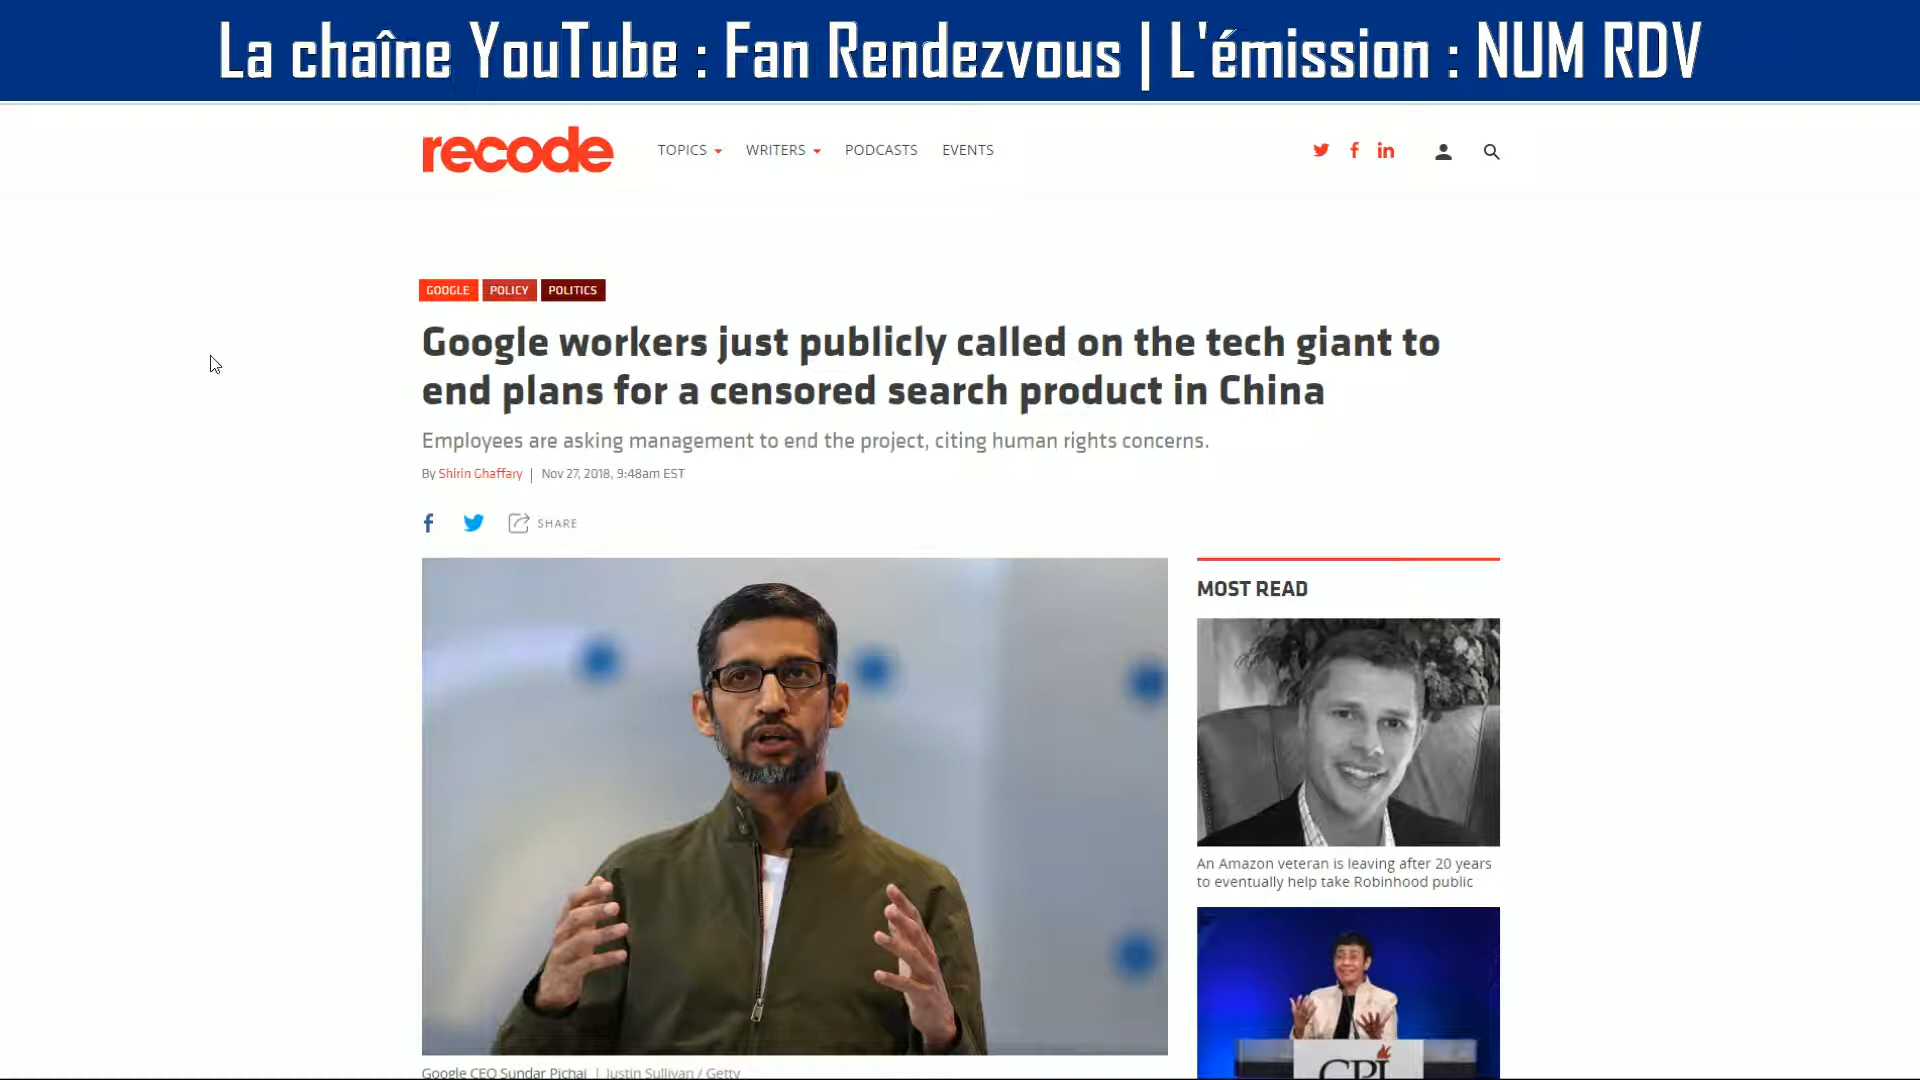 La chaîne YouTube : Fan Rendezvous | L'émission : NUM RDV
recode
TOPICS WRITERS PODCASTS EVENTS
GOOGLE POLICY POLITICS
Google workers just publicly called on the tech giant to
end plans for a censored search product in China
Employees are asking management to end the project, citing human rights concerns.
By Shirin Ghaffary | Nov 27, 2018, 9:48am EST
SHARE
MOST READ
An Amazon veteran is leaving after 20 years
to eventually help take Robinhood public
CPJ
Google CEO Sundar Pichai | Justin Sullivan / Getty